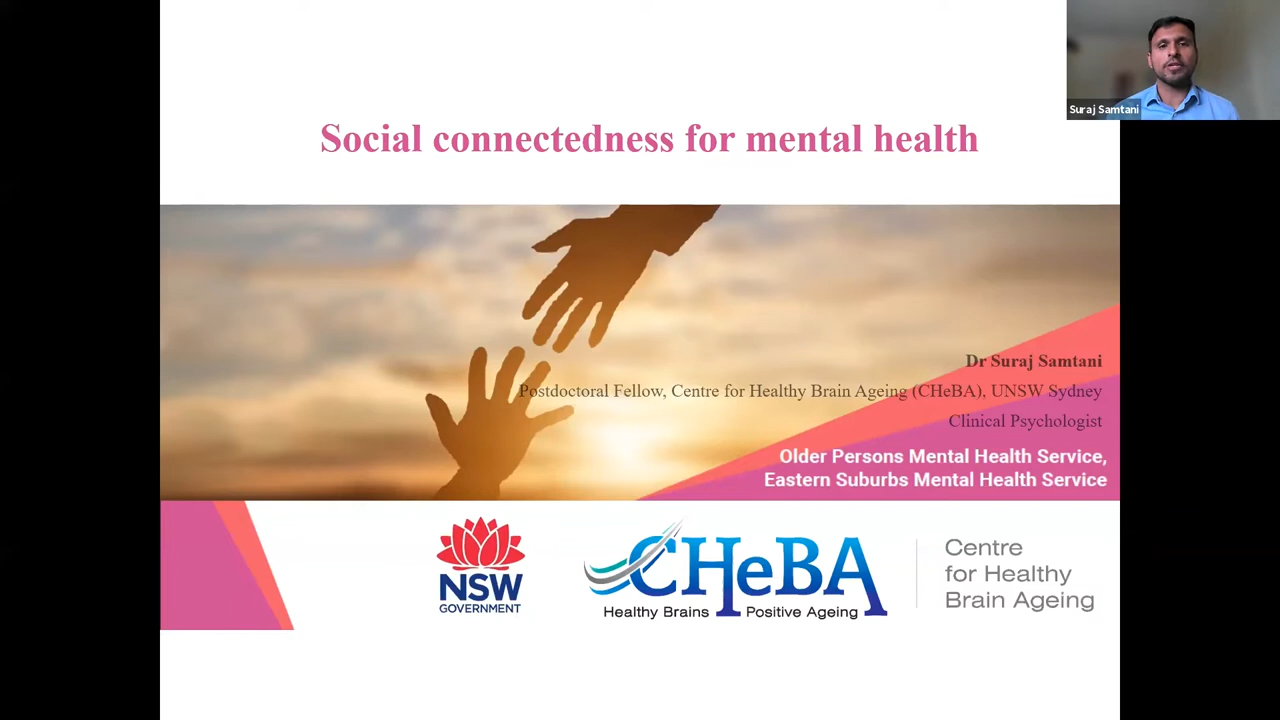 Suraj Samtani
Social connectedness for mental health
Dr Suraj Samtani
Postdoctoral Fellow, Centre for Healthy Brain Ageing (CHeBA), UNSW Sydney
Clinical Psychologist
Older Persons Mental Health Service,
Eastern Suburbs Mental Health Service
NSW
GOVERNMENT
CHeBA
Healthy Brains Positive Ageing
Centre
for Healthy
Brain Ageing